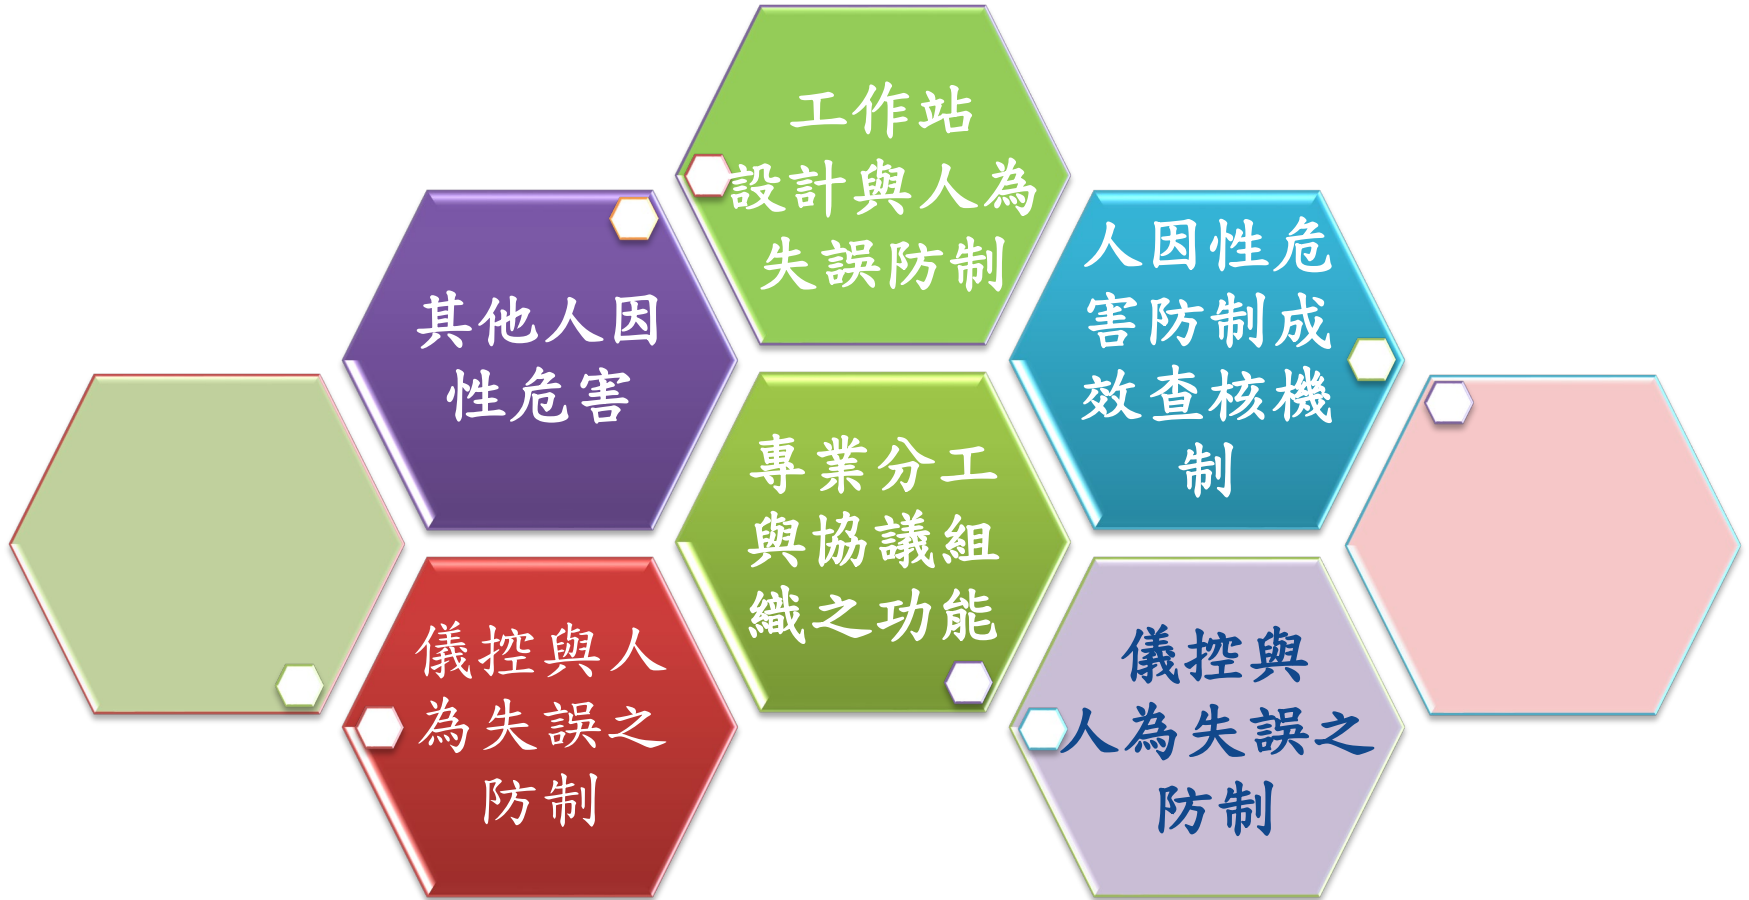 工作站
設計與人為
失誤防制
其他人因
性危害
人因性危
害防制成
效查核機
制
專業分工
與協議組
織之功能
儀控與人
為失誤之
防制
儀控與
人為失誤之
防制